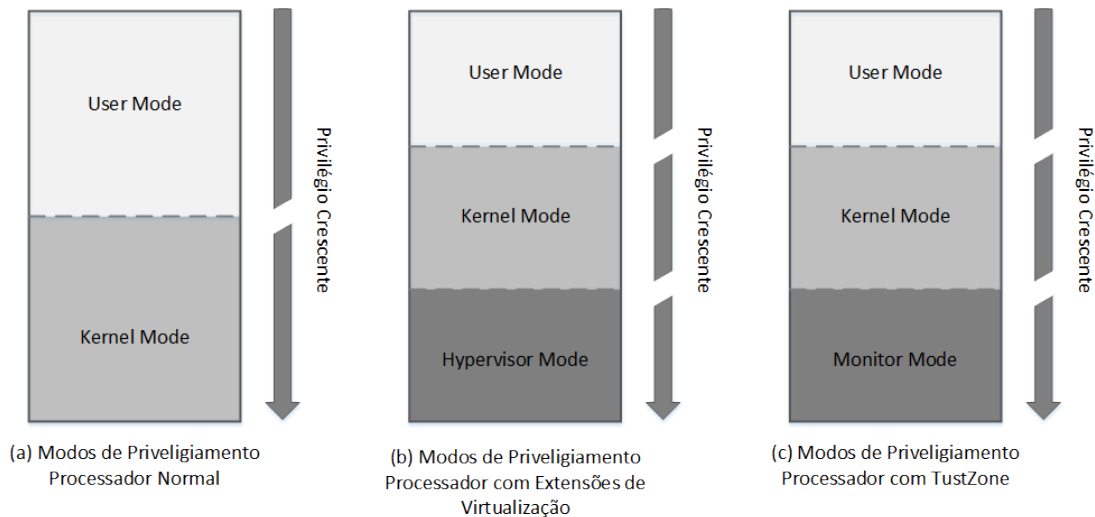 User Mode
Kernel Mode
Privilégio Crescente
(a) Modos de Priveligiamento
Processador Normal
User Mode
Kernel Mode
Hypervisor Mode
Privilégio Crescente
(b) Modos de Priveligiamento
Processador com Extensões de
Virtualização
User Mode
Kernel Mode
Monitor Mode
Privilégio Crescente
(c) Modos de Priveligiamento
Processador com TustZone